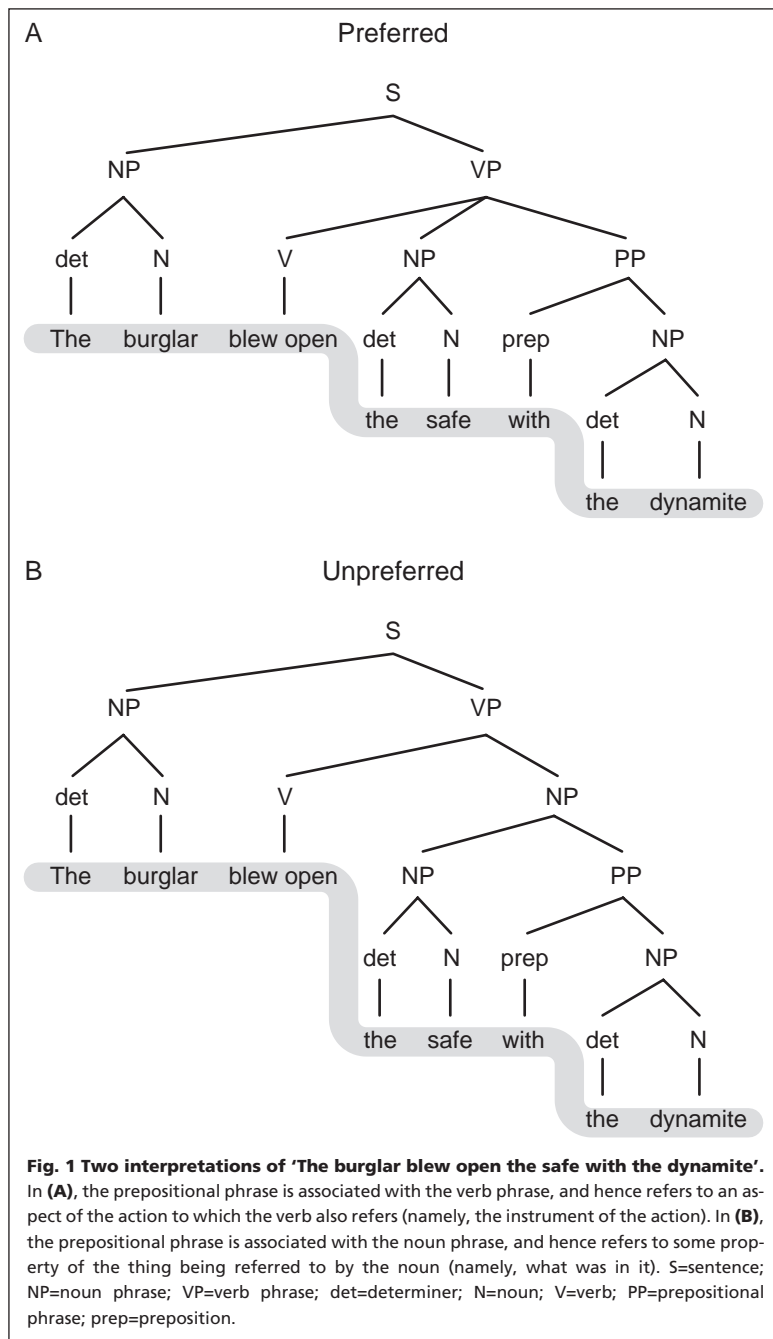 A Preferred
S
NP VP
det N V NP PP
The burglar blew open det N prep NP
the safe with det N
the dynamite
B Unpreferred
S
NP VP
det N V NP
The burglar blew open NP PP
det N prep NP
the safe with det N
the dynamite
Fig. 1 Two interpretations of ‘The burglar blew open the safe with the dynamite’.
In (A), the prepositional phrase is associated with the verb phrase, and hence refers to an as-
pect of the action to which the verb also refers (namely, the instrument of the action). In (B),
the prepositional phrase is associated with the noun phrase, and hence refers to some prop-
erty of the thing being referred to by the noun (namely, what was in it). S=sentence;
NP=noun phrase; VP=verb phrase; det=determiner; N=noun; V=verb; PP=prepositional
phrase; prep=preposition.